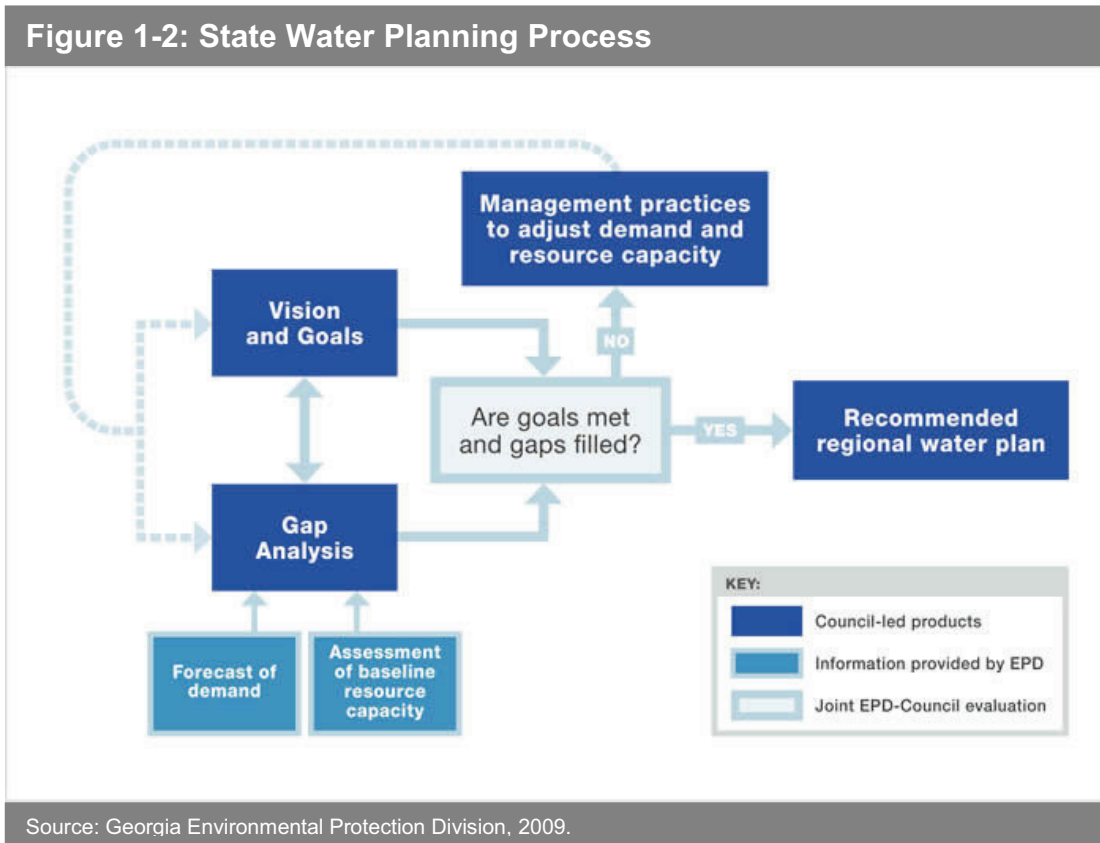 Figure 1-2: State Water Planning Process
Management practices
to adjust demand and
resource capacity
Vision
and Goals
NO
Are goals met
and gaps filled?
YES
Recommended
regional water plan
Gap
Analysis
Forecast of
demand
Assessment
of baseline
resource
capacity
KEY:
Council-led products
Information provided by EPD
Joint EPD-Council evaluation
Source: Georgia Environmental Protection Division, 2009.